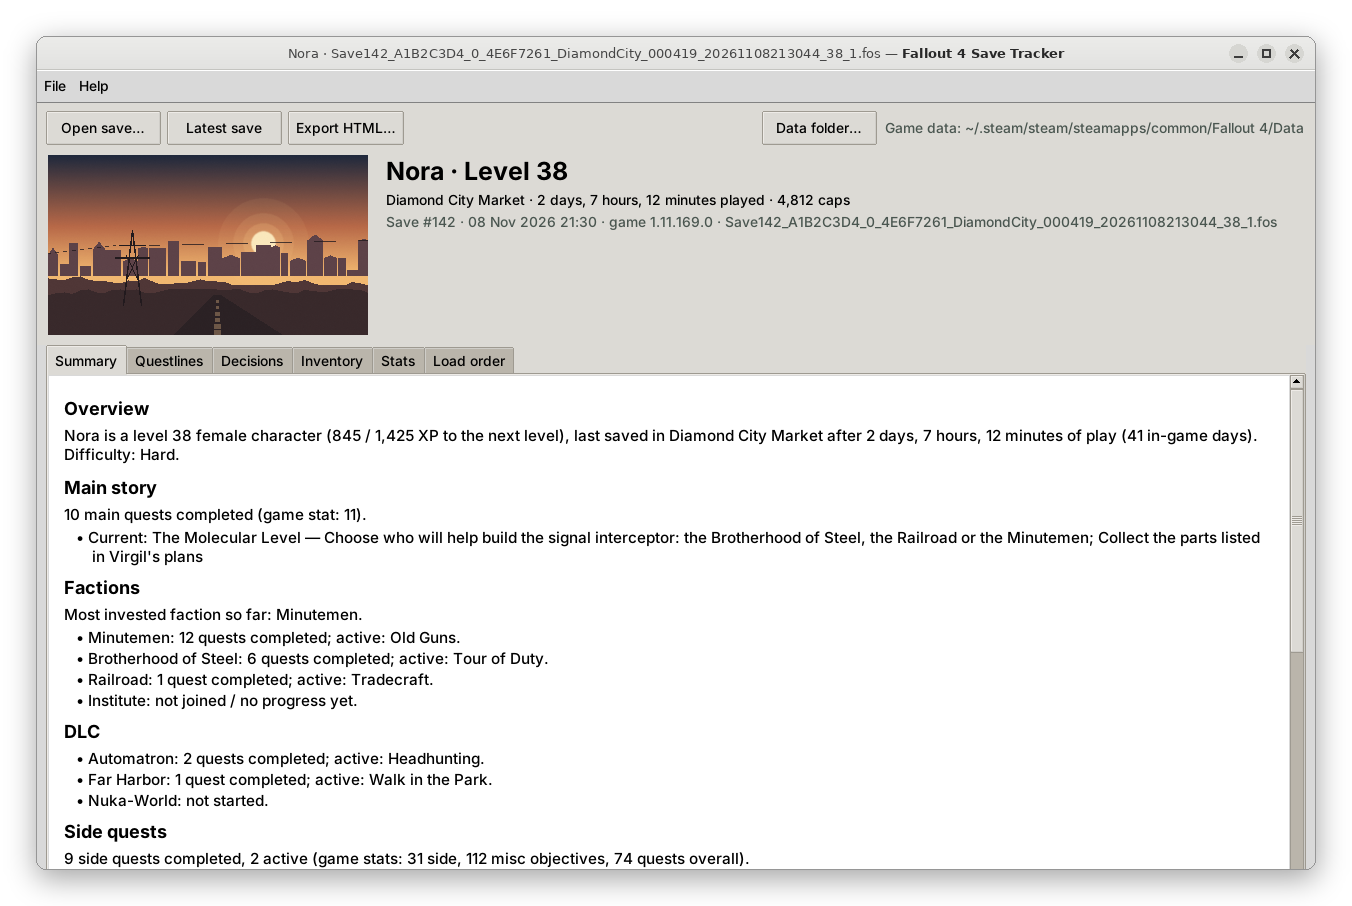 Nora · Save142_A1B2C3D4_0_4E6F7261_DiamondCity_000419_20261108213044_38_1.fos — Fallout 4 Save Tracker
File Help
Open save... Latest save Export HTML... Data folder... Game data: ~/.steam/steam/steamapps/common/Fallout 4/Data
Nora · Level 38
Diamond City Market · 2 days, 7 hours, 12 minutes played · 4,812 caps
Save #142 · 08 Nov 2026 21:30 · game 1.11.169.0 · Save142_A1B2C3D4_0_4E6F7261_DiamondCity_000419_20261108213044_38_1.fos
Summary Questlines Decisions Inventory Stats Load order
Overview
Nora is a level 38 female character (845 / 1,425 XP to the next level), last saved in Diamond City Market after 2 days, 7 hours, 12 minutes of play (41 in-game days).
Difficulty: Hard.
Main story
10 main quests completed (game stat: 11).
• Current: The Molecular Level — Choose who will help build the signal interceptor: the Brotherhood of Steel, the Railroad or the Minutemen; Collect the parts listed
in Virgil's plans
Factions
Most invested faction so far: Minutemen.
• Minutemen: 12 quests completed; active: Old Guns.
• Brotherhood of Steel: 6 quests completed; active: Tour of Duty.
• Railroad: 1 quest completed; active: Tradecraft.
• Institute: not joined / no progress yet.
DLC
• Automatron: 2 quests completed; active: Headhunting.
• Far Harbor: 1 quest completed; active: Walk in the Park.
• Nuka-World: not started.
Side quests
9 side quests completed, 2 active (game stats: 31 side, 112 misc objectives, 74 quests overall).